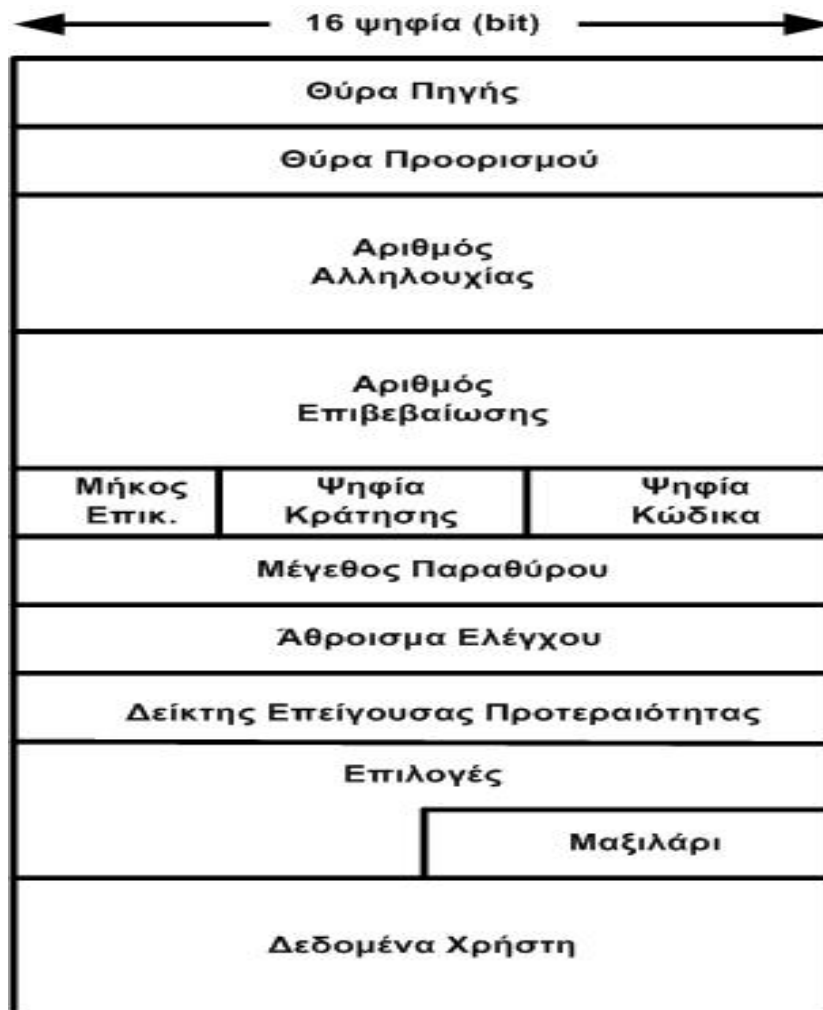 16 ψηφία (bit)
Θύρα Πηγής
Θύρα Προορισμού
Αριθμός
Αλληλουχίας
Αριθμός
Επιβεβαίωσης
Μήκος
Επικ.
Ψηφία
Κράτησης
Ψηφία
Κώδικα
Μέγεθος Παραθύρου
Άθροισμα Ελέγχου
Δείκτης Επείγουσας Προτεραιότητας
Επιλογές
Μαξιλάρι
Δεδομένα Χρήστη